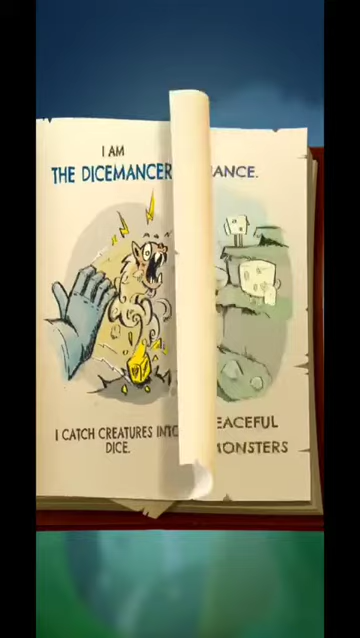 I AM
THE DICEMANCER
I CATCH CREATURES INTO
DICE.
ANCE.
EACEFUL
MONSTERS